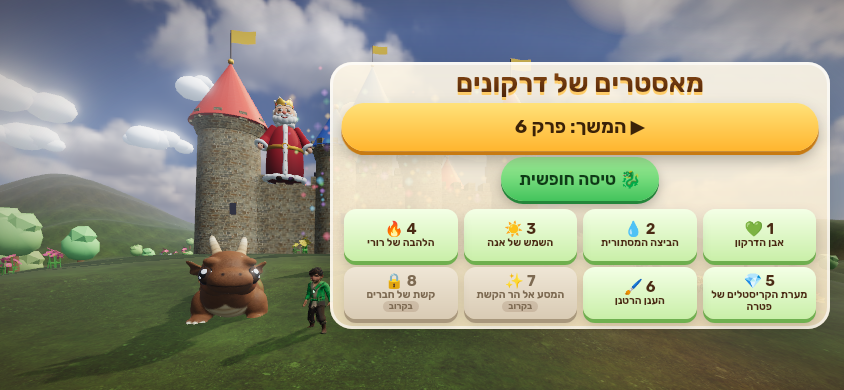 מאסטרים של דרקונים
▶ המשך: פרק 6
🐉 טיסה חופשית
1 💚
אבן הדרקון
2 💧
הביצה המסתורית
3 ☀️
השמש של אנה
4 🔥
הלהבה של רורי
5 💎
מערת הקריסטלים של
פטרה
6 🖌️
הענן הרטנן
7 ✨
המסע אל הר הקשת
בקרוב
8 🔒
קשת של חברים
בקרוב